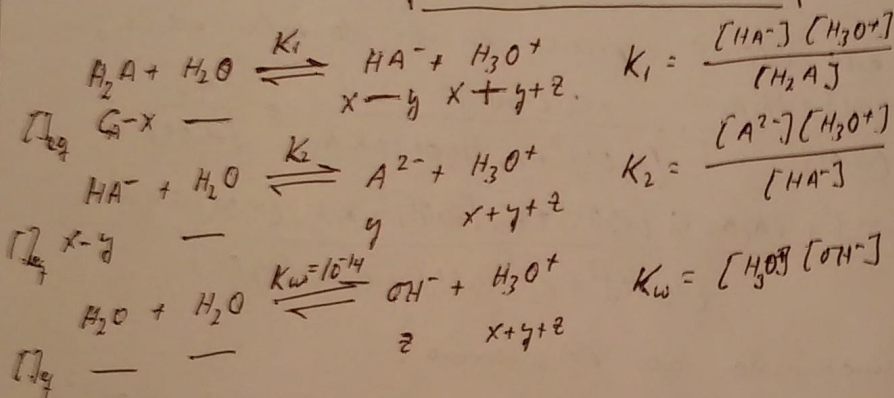 H₂A + H₂O ⇌ HA⁻ + H₃O⁺ K₁ = [HA⁻] [H₃O⁺] / [H₂A]
K₁
[]eq Ca-x — x-y x+y+z.
HA⁻ + H₂O ⇌ A²⁻ + H₃O⁺ K₂ = [A²⁻] [H₃O⁺] / [HA⁻]
K₂
[]eq x-y — y x+y+z
H₂O + H₂O ⇌ OH⁻ + H₃O⁺ Kw = [H₃O⁺] [OH⁻]
Kw=10⁻¹⁴
[]eq — — z x+y+z